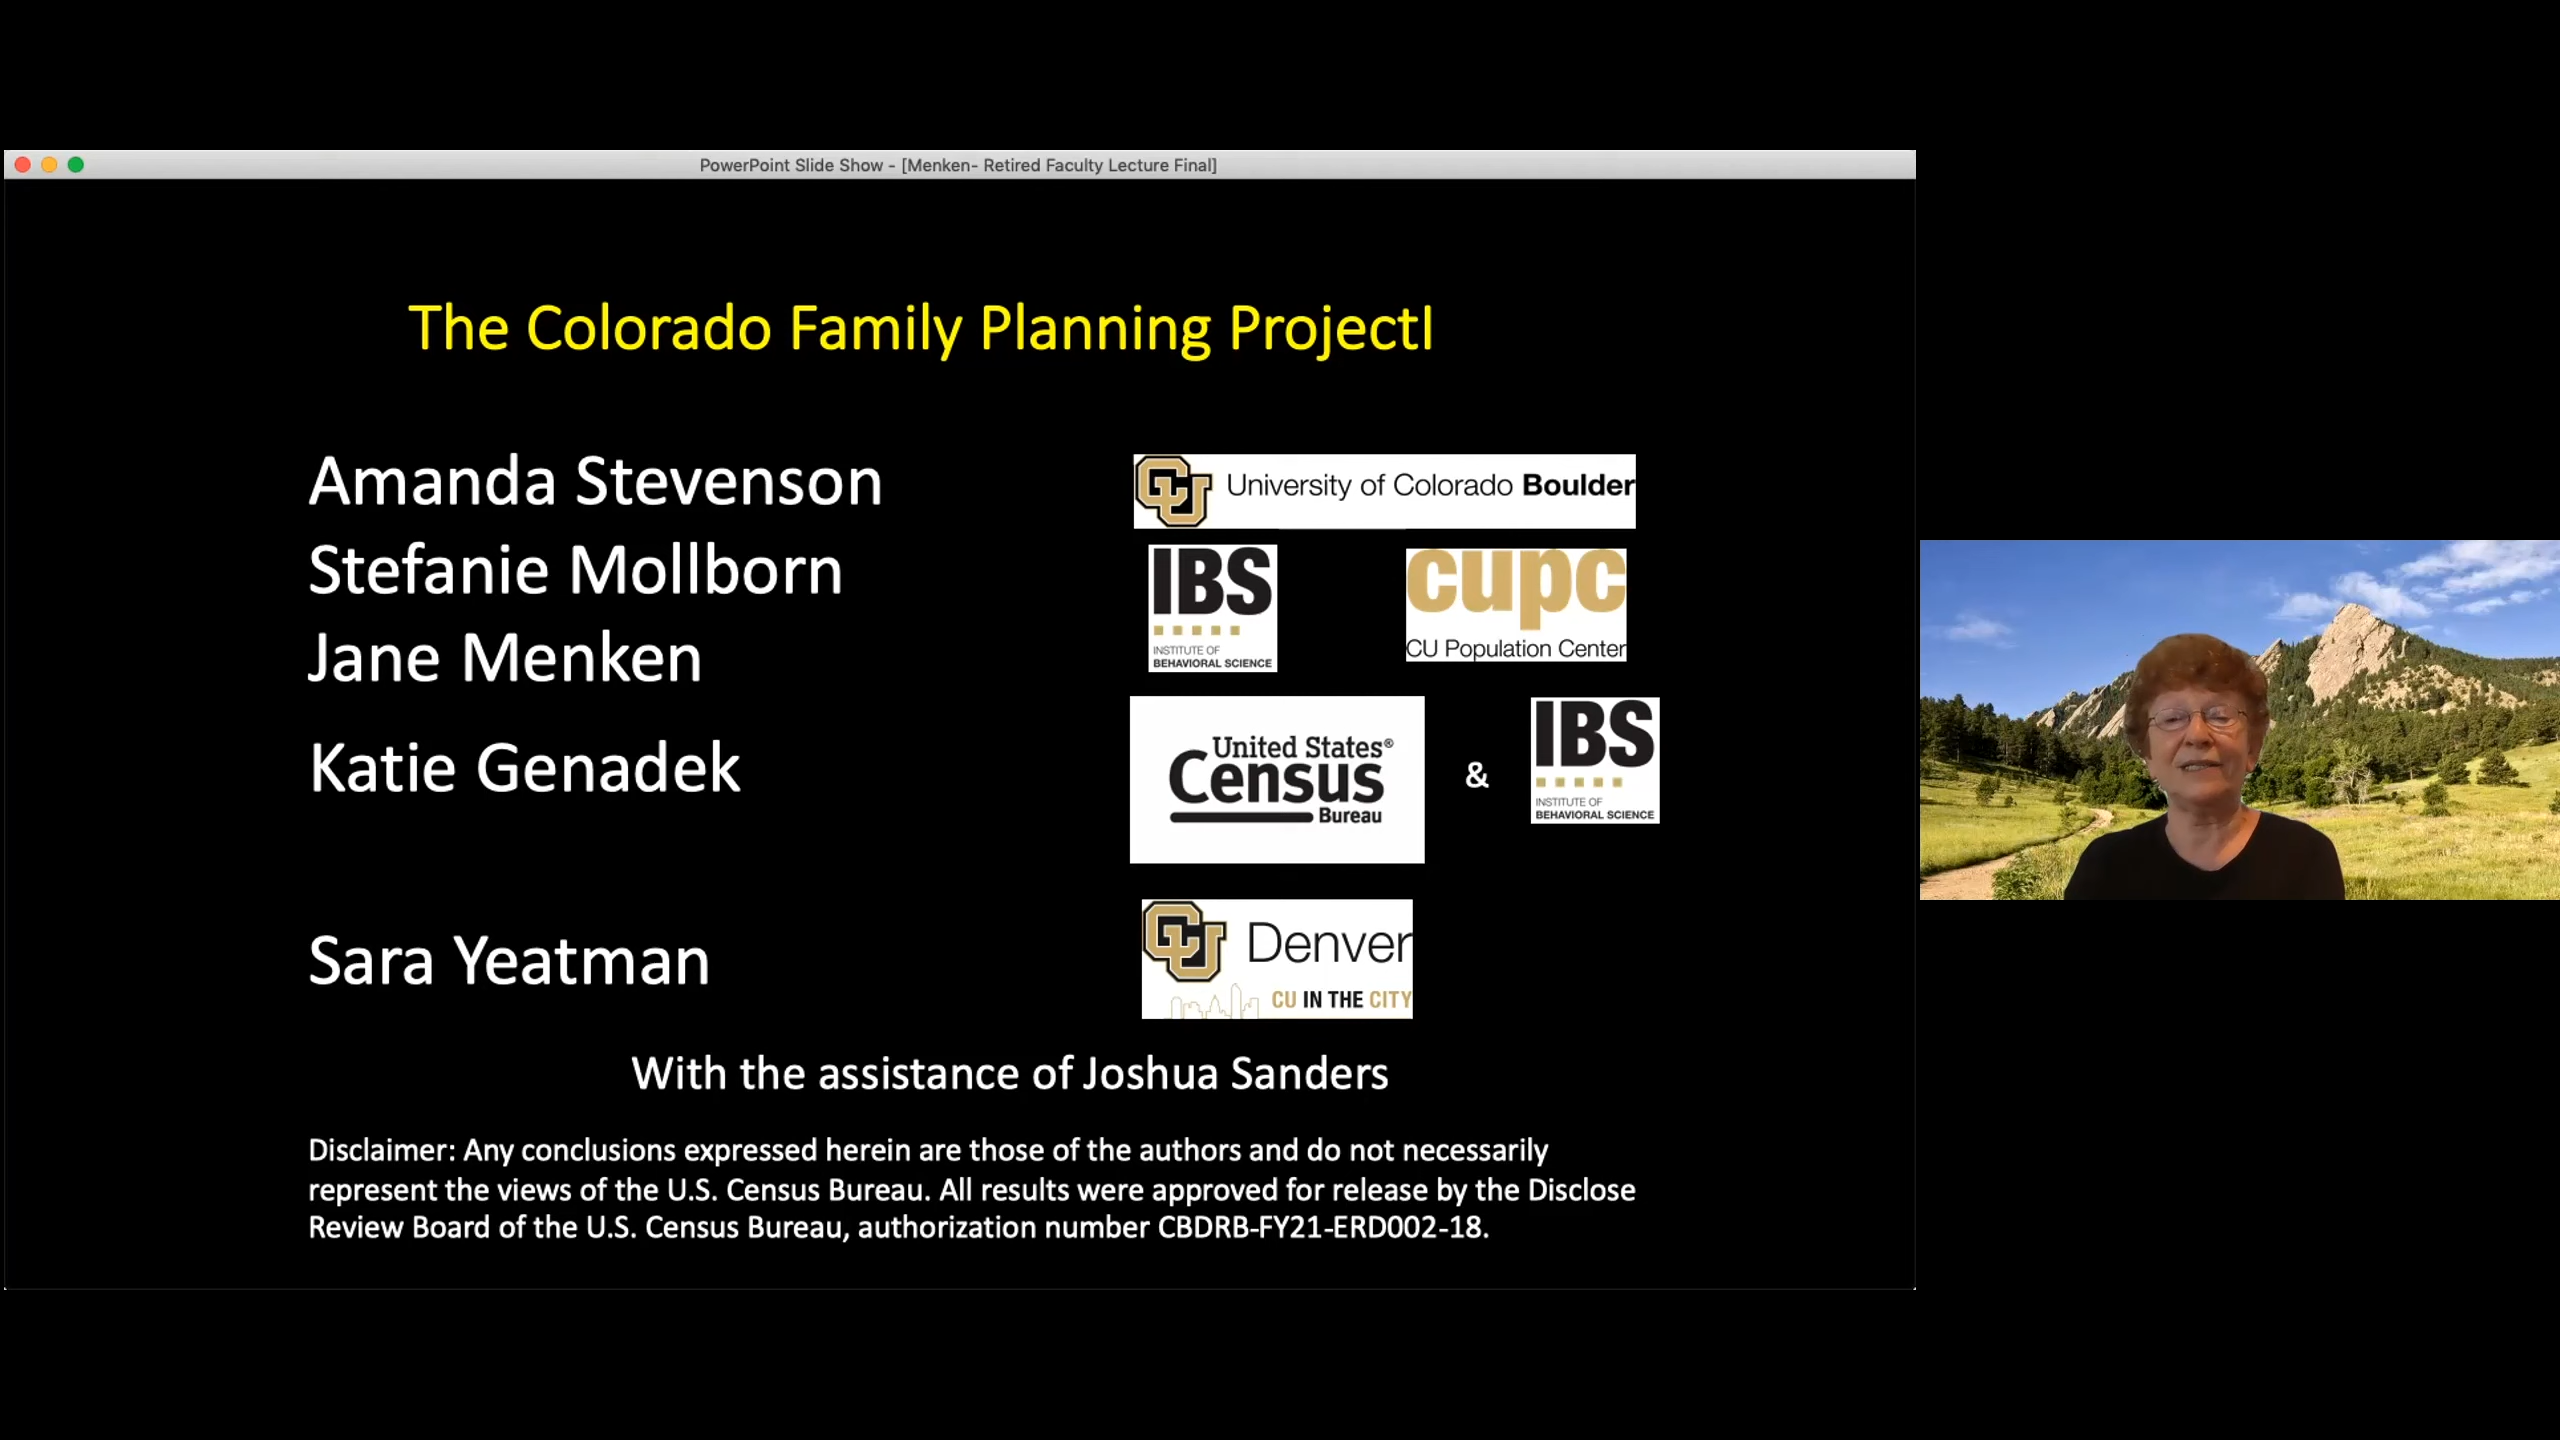 PowerPoint Slide Show - [Menken- Retired Faculty Lecture Final]
The Colorado Family Planning ProjectI
Amanda Stevenson
Stefanie Mollborn
Jane Menken
Katie Genadek
Sara Yeatman
CU University of Colorado Boulder
IBS
INSTITUTE OF
BEHAVIORAL SCIENCE
cupc
CU Population Center
United States®
Census
Bureau
&
IBS
INSTITUTE OF
BEHAVIORAL SCIENCE
CU Denver
CU IN THE CITY
With the assistance of Joshua Sanders
Disclaimer: Any conclusions expressed herein are those of the authors and do not necessarily
represent the views of the U.S. Census Bureau. All results were approved for release by the Disclose
Review Board of the U.S. Census Bureau, authorization number CBDRB-FY21-ERD002-18.